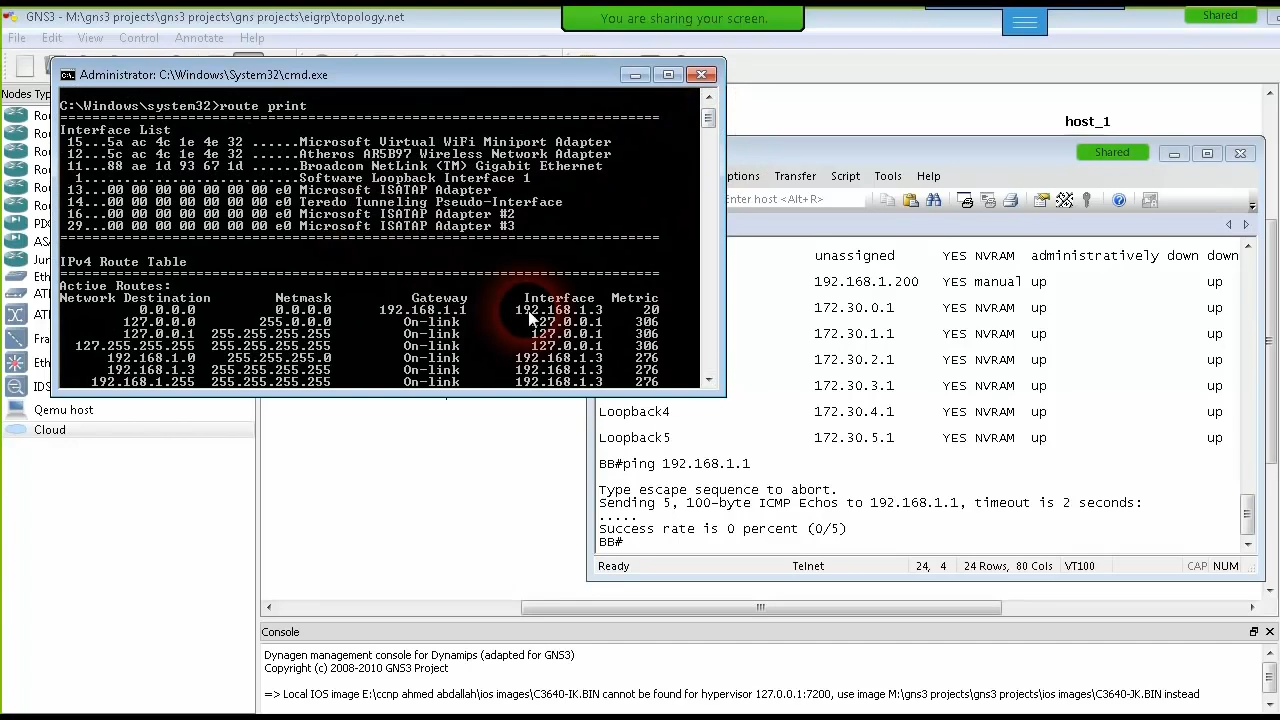 GNS3 - M:\gns3 projects\gns projects\eigrp\topology.net
You are sharing your screen.
Shared
File Edit View Control Annotate Help
Nodes Typ
Administrator: C:\Windows\System32\cmd.exe
C:\Windows\system32>route print
Interface List
15...5a ac 4c 1e 4e 32 ......Microsoft Virtual WiFi Miniport Adapter
12...5c ac 4c 1e 4e 32 ......Atheros AR5B97 Wireless Network Adapter
11...88 ae 1d 93 67 1d ......Broadcom NetLink (TM) Gigabit Ethernet
1...........................Software Loopback Interface 1
13...00 00 00 00 00 00 00 e0 Microsoft ISATAP Adapter
14...00 00 00 00 00 00 00 e0 Teredo Tunneling Pseudo-Interface
16...00 00 00 00 00 00 00 e0 Microsoft ISATAP Adapter #2
29...00 00 00 00 00 00 00 e0 Microsoft ISATAP Adapter #3
IPv4 Route Table
Active Routes:
Network Destination Netmask Gateway Interface Metric
0.0.0.0 0.0.0.0 192.168.1.1 192.168.1.3 20
127.0.0.0 255.0.0.0 On-link 127.0.0.1 306
127.0.0.1 255.255.255.255 On-link 127.0.0.1 306
127.255.255.255 255.255.255.255 On-link 127.0.0.1 306
192.168.1.0 255.255.255.0 On-link 192.168.1.3 276
192.168.1.3 255.255.255.255 On-link 192.168.1.3 276
192.168.1.255 255.255.255.255 On-link 192.168.1.3 276
Rou
Rou
Rou
Rou
Rou
PD
AS
Jun
Eth
AT
AT
Fra
Eth
IDS
Qemu host
Cloud
host_1
Shared
ptions Transfer Script Tools Help
Enter host <Alt+R>
unassigned YES NVRAM administratively down down
192.168.1.200 YES manual up up
172.30.0.1 YES NVRAM up up
172.30.1.1 YES NVRAM up up
172.30.2.1 YES NVRAM up up
172.30.3.1 YES NVRAM up up
Loopback4 172.30.4.1 YES NVRAM up up
Loopback5 172.30.5.1 YES NVRAM up up
BB#ping 192.168.1.1
Type escape sequence to abort.
Sending 5, 100-byte ICMP Echos to 192.168.1.1, timeout is 2 seconds:
.....
Success rate is 0 percent (0/5)
BB#
Ready Telnet 24, 4 24 Rows, 80 Cols VT100 CAP NUM
Console
Dynagen management console for Dynamips (adapted for GNS3)
Copyright (c) 2008-2010 GNS3 Project
=> Local IOS image E:\ccnp ahmed abdallah\ios images\C3640-IK.BIN cannot be found for hypervisor 127.0.0.1:7200, use image M:\gns3 projects\gns3 projects\ios images\C3640-JK.BIN instead